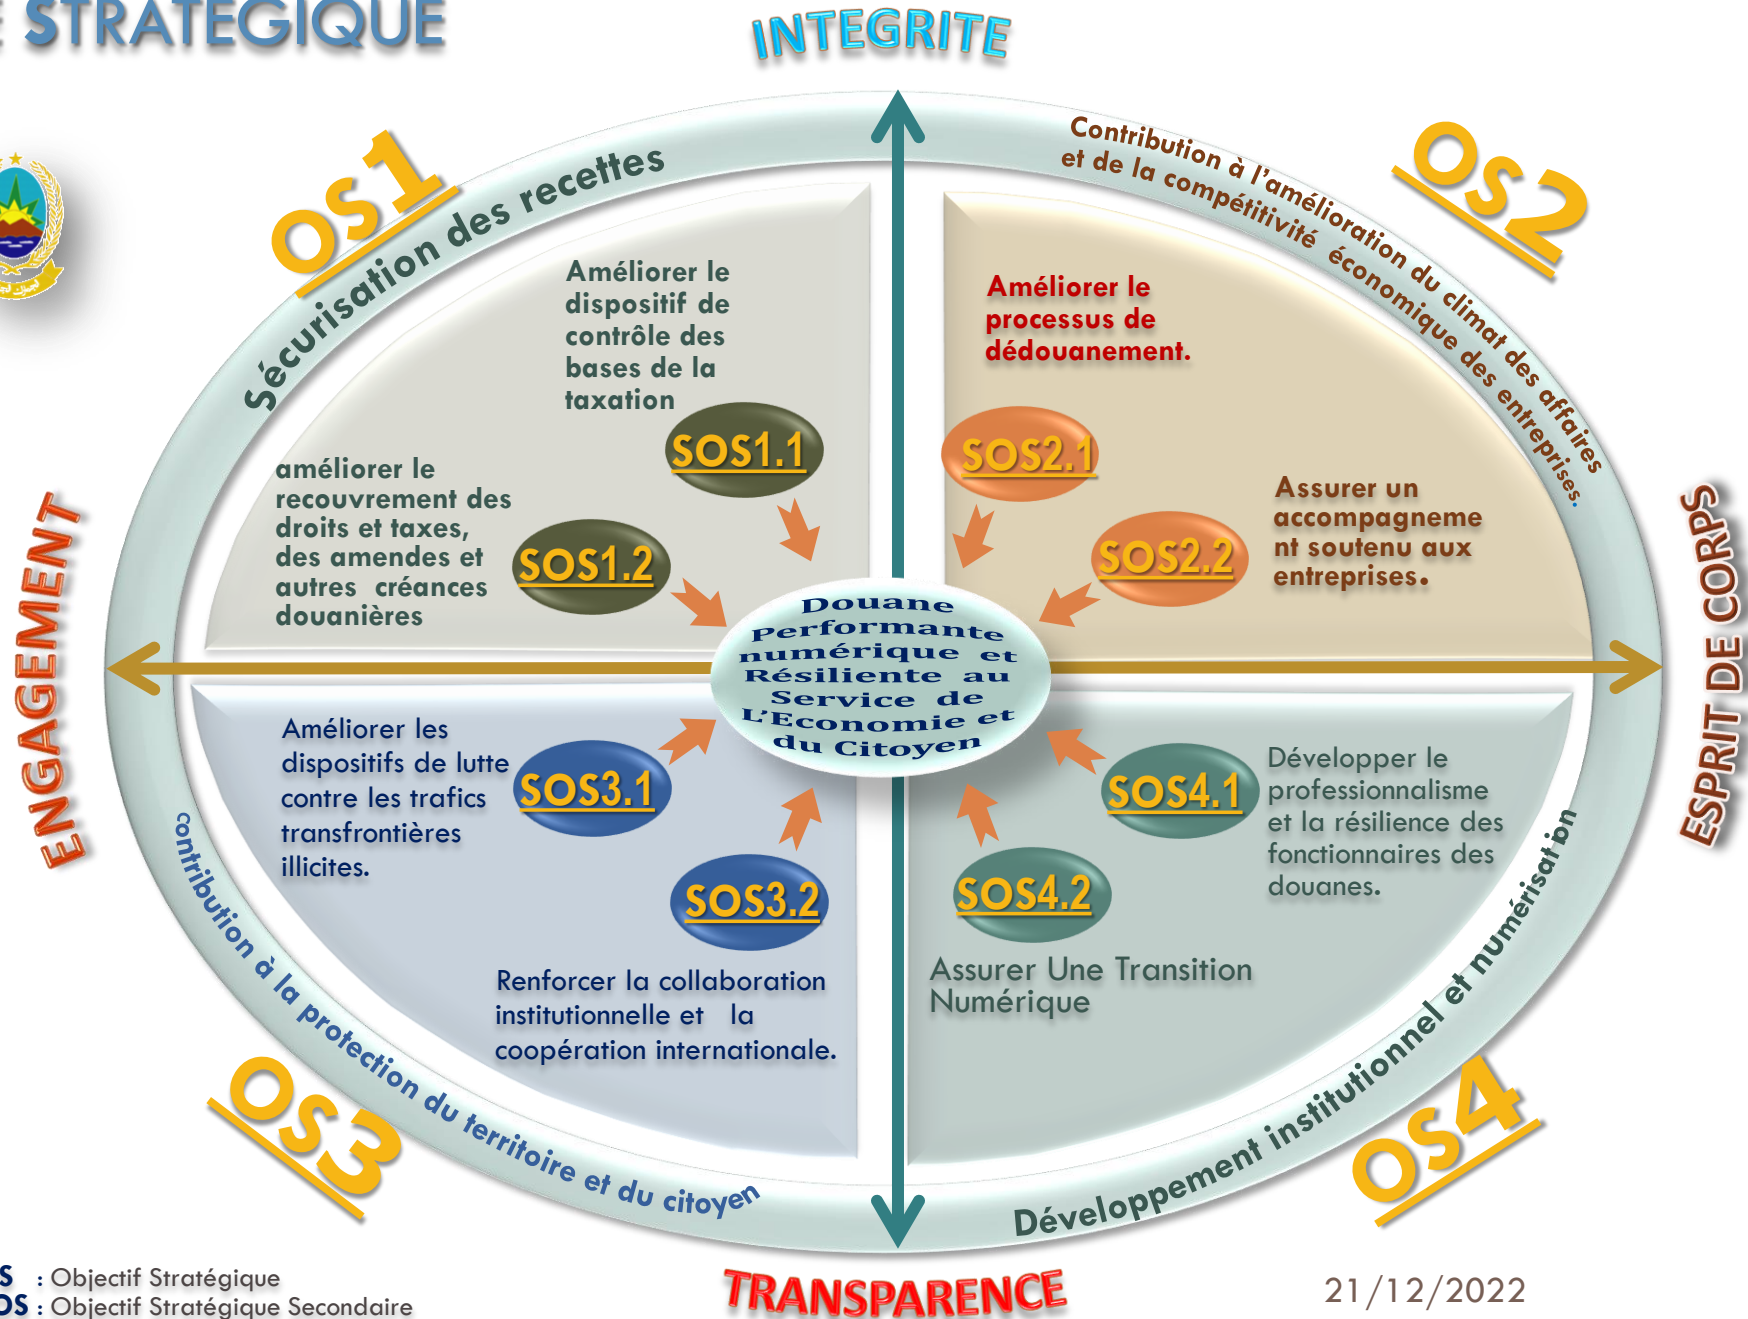 E STRATEGIQUE
INTEGRITE
OS1
Sécurisation des recettes
OS2
Contribution à l'amélioration du climat des affaires
et de la compétitivité économique des entreprises.
Améliorer le
dispositif de
contrôle des
bases de la
taxation
SOS1.1
améliorer le
recouvrement des
droits et taxes,
des amendes et
autres créances
douanières
SOS1.2
Améliorer le
processus de
dédouanement.
SOS2.1
Assurer un
accompagneme
nt soutenu aux
entreprises.
SOS2.2
ENGAGEMENT
ESPRIT DE CORPS
Douane
Performante
numérique et
Résiliente au
Service de
L'Economie et
du Citoyen
Améliorer les
dispositifs de lutte
contre les trafics
transfrontières
illicites.
SOS3.1
SOS3.2
Renforcer la collaboration
institutionnelle et la
coopération internationale.
SOS4.1
Développer le
professionnalisme
et la résilience des
fonctionnaires des
douanes.
SOS4.2
Assurer Une Transition
Numérique
OS3
contribution à la protection du territoire et du citoyen
OS4
Développement institutionnel et numérisation
S : Objectif Stratégique
OS : Objectif Stratégique Secondaire
TRANSPARENCE
21/12/2022